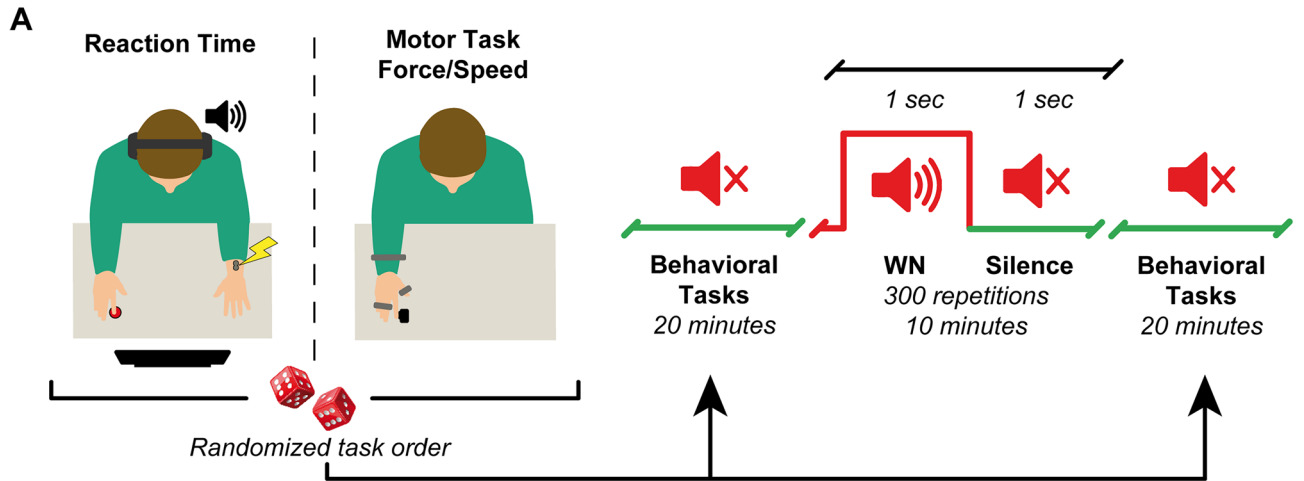 A
Reaction Time
Motor Task
Force/Speed
Randomized task order
1 sec
1 sec
Behavioral
Tasks
20 minutes
WN
Silence
300 repetitions
10 minutes
Behavioral
Tasks
20 minutes